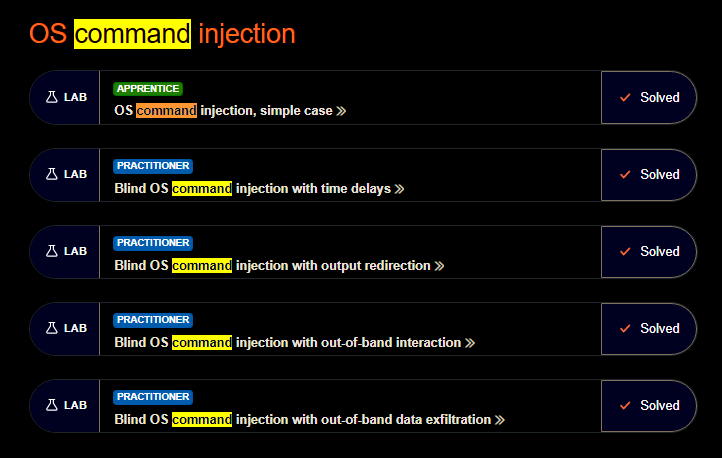 OS command injection
LAB
APPRENTICE
OS command injection, simple case
Solved
LAB
PRACTITIONER
Blind OS command injection with time delays
Solved
LAB
PRACTITIONER
Blind OS command injection with output redirection
Solved
LAB
PRACTITIONER
Blind OS command injection with out-of-band interaction
Solved
LAB
PRACTITIONER
Blind OS command injection with out-of-band data exfiltration
Solved